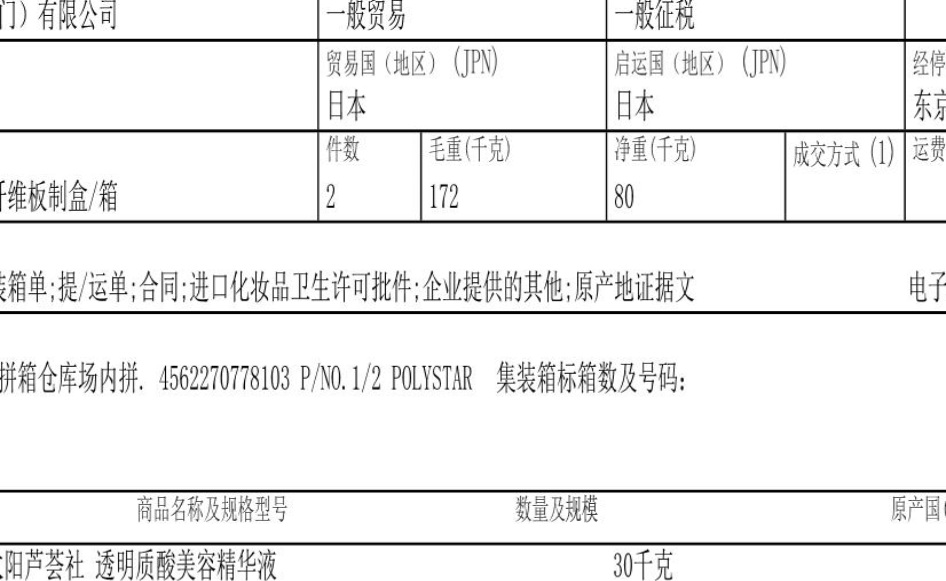 门）有限公司 一般贸易 一般征税
贸易国（地区） (JPN) 启运国（地区） (JPN) 经停
日本 日本 东京
件数 毛重(千克) 净重(千克) 成交方式 (1) 运费
纤维板制盒/箱 2 172 80
装箱单;提/运单;合同;进口化妆品卫生许可批件;企业提供的其他;原产地证据文 电子
拼箱仓库场内拼. 4562270778103 P/NO.1/2 POLYSTAR 集装箱标箱数及号码:
商品名称及规格型号 数量及规模 原产国(
太阳芦荟社 透明质酸美容精华液 30千克